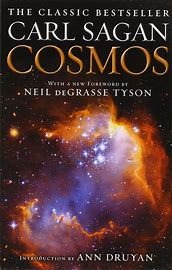 THE CLASSIC BESTSELLER
CARL SAGAN
COSMOS
WITH A NEW FOREWORD BY
NEIL DEGRASSE TYSON
INTRODUCTION BY ANN DRUYAN